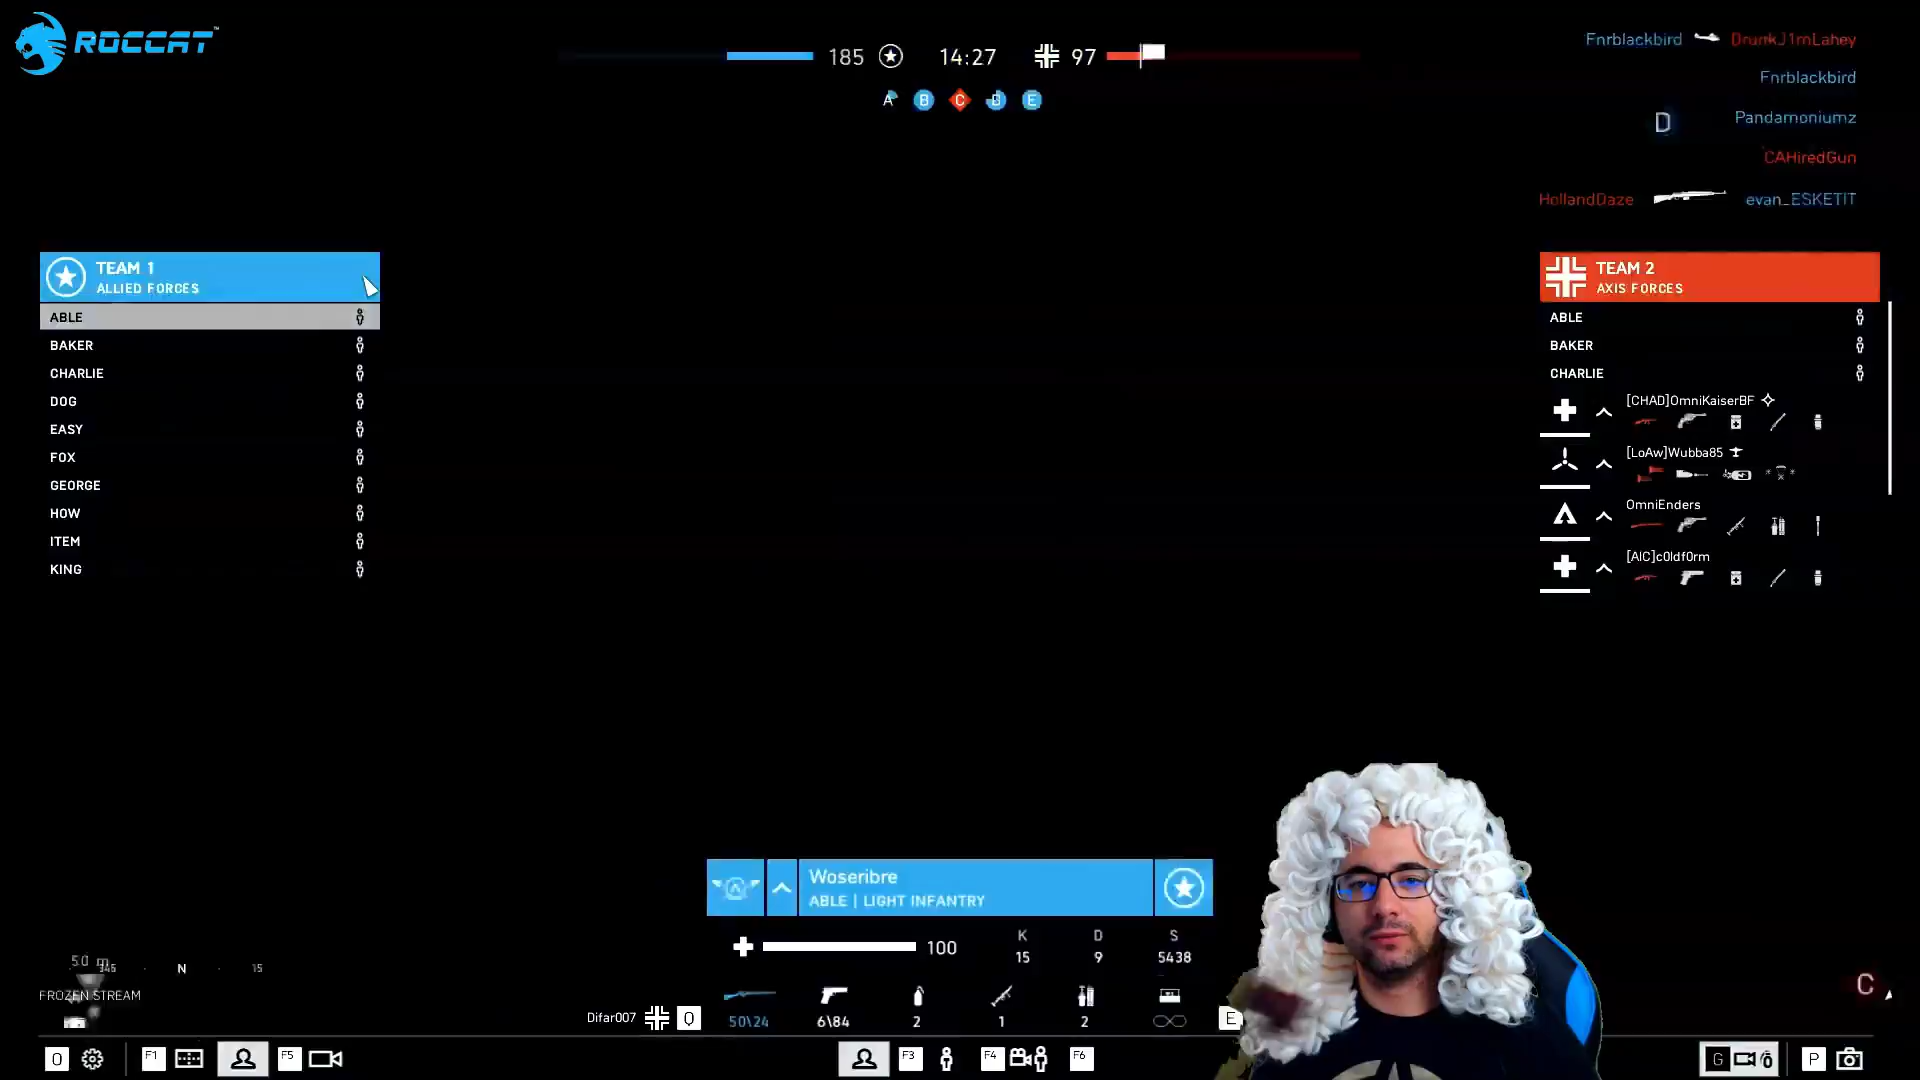 ROCCAT™
185 14:27 97
A B C D E
Fnrblackbird DrunkJ1mLahey
Fnrblackbird
D Pandamoniumz
CAHiredGun
HollandDaze evan_ESKETIT
TEAM 1
ALLIED FORCES
ABLE
BAKER
CHARLIE
DOG
EASY
FOX
GEORGE
HOW
ITEM
KING
TEAM 2
AXIS FORCES
ABLE
BAKER
CHARLIE
[CHAD]OmniKaiserBF
[LoAw]Wubba85
OmniEnders
[AIC]c0ldf0rm
Woseribre
ABLE | LIGHT INFANTRY
100
K D S
15 9 5438
50\24 6\84 2 1 2 ∞
Difar007 Q E
50 m
345 N 15
FROZEN STREAM
C
O F1 F5 F3 F4 F6 G P